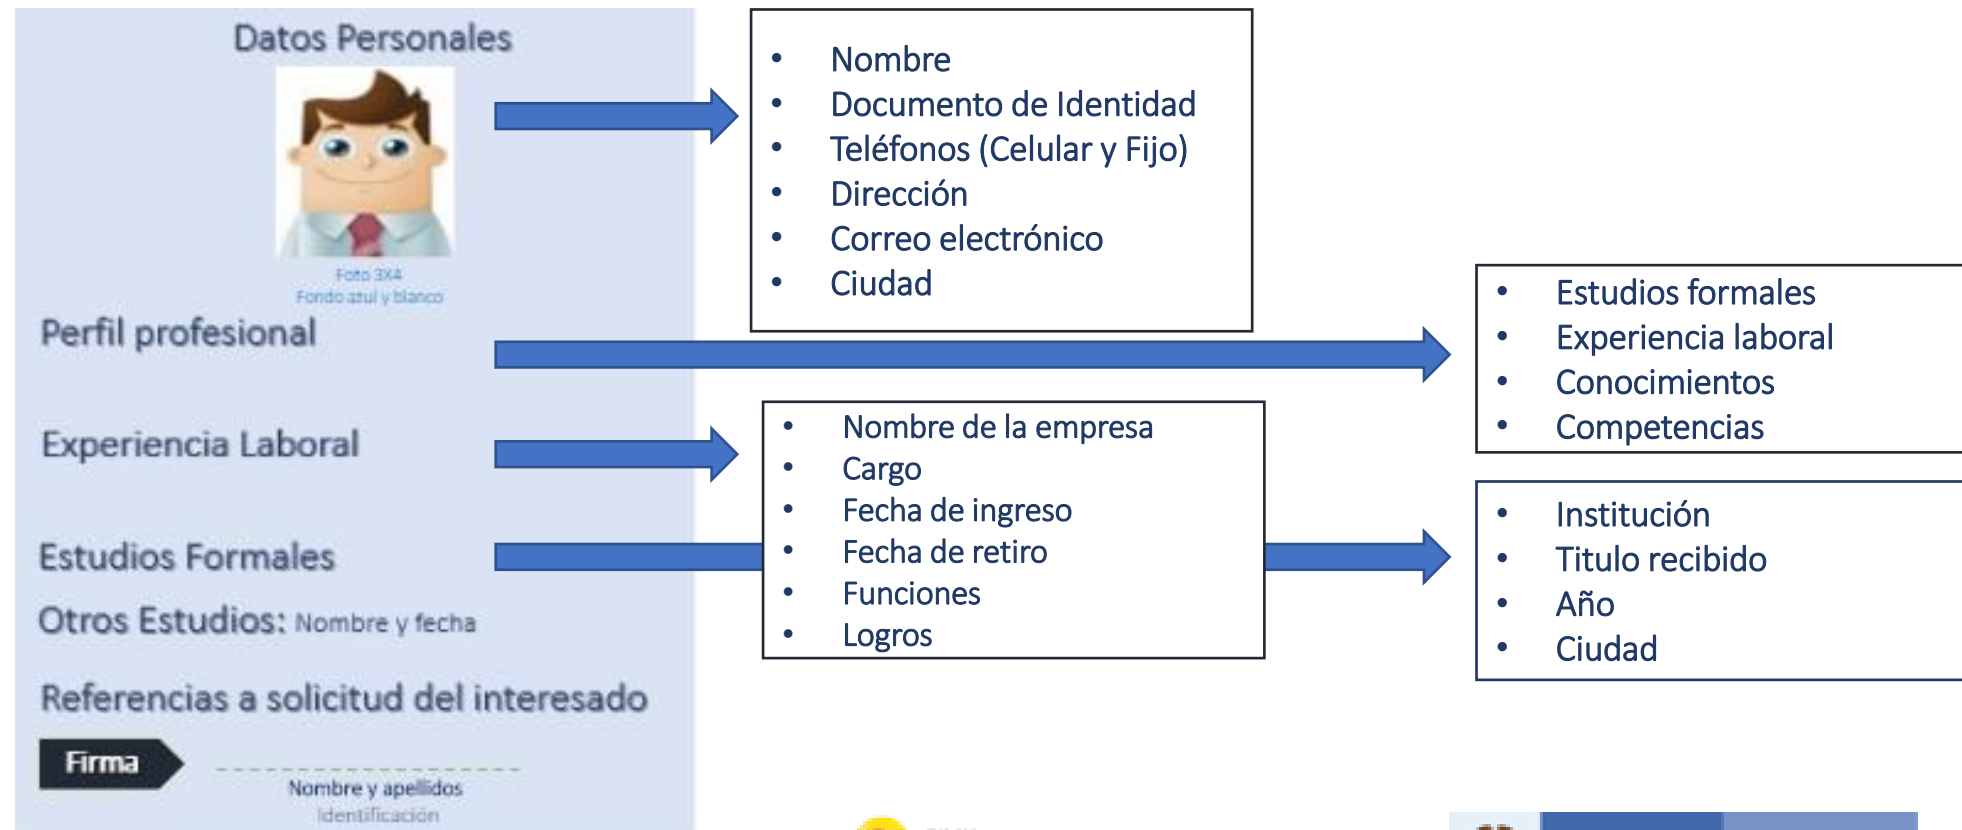 Datos Personales
Foto 3X4
Fondo azul y blanco
• Nombre
• Documento de Identidad
• Teléfonos (Celular y Fijo)
• Dirección
• Correo electrónico
• Ciudad
Perfil profesional
• Estudios formales
• Experiencia laboral
• Conocimientos
• Competencias
Experiencia Laboral
• Nombre de la empresa
• Cargo
• Fecha de ingreso
• Fecha de retiro
• Funciones
• Logros
Estudios Formales
• Institución
• Titulo recibido
• Año
• Ciudad
Otros Estudios: Nombre y fecha
Referencias a solicitud del interesado
Firma
Nombre y apellidos
Identificación